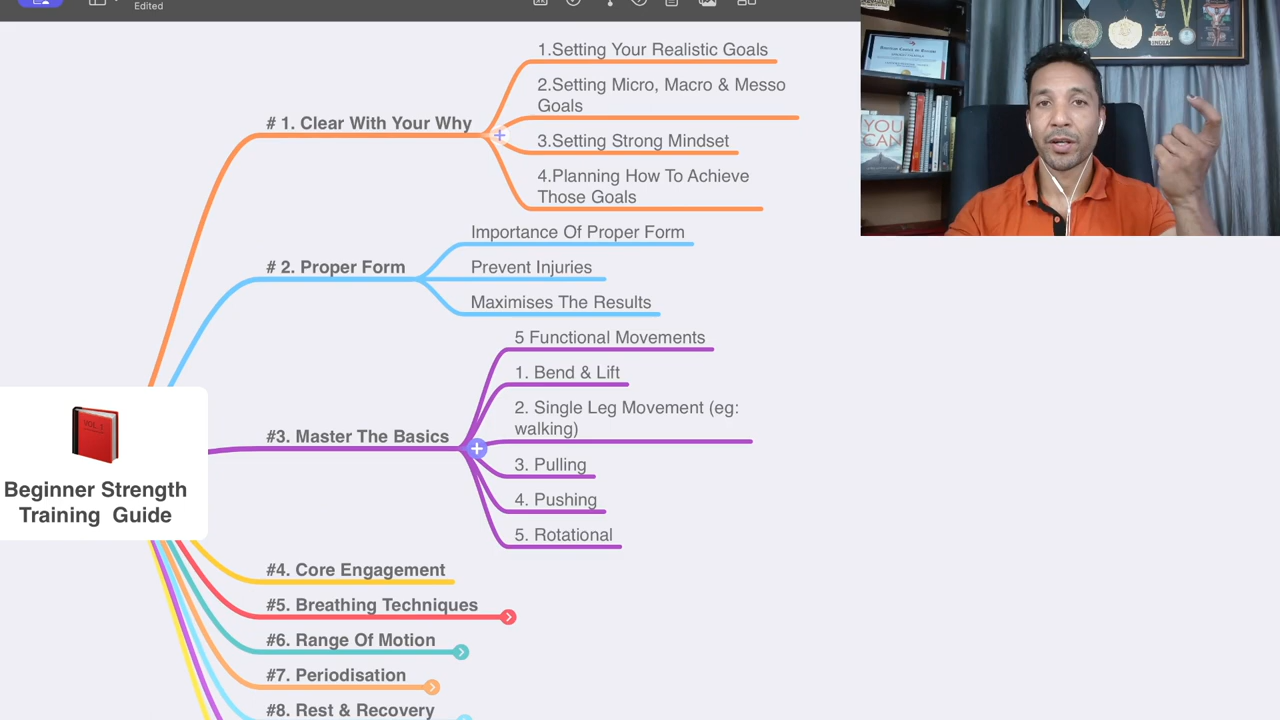 Edited
# 1. Clear With Your Why
1.Setting Your Realistic Goals
2.Setting Micro, Macro & Messo
Goals
3.Setting Strong Mindset
4.Planning How To Achieve
Those Goals
# 2. Proper Form
Importance Of Proper Form
Prevent Injuries
Maximises The Results
#3. Master The Basics
5 Functional Movements
1. Bend & Lift
2. Single Leg Movement (eg:
walking)
3. Pulling
4. Pushing
5. Rotational
VOL.1
Beginner Strength
Training Guide
#4. Core Engagement
#5. Breathing Techniques
#6. Range Of Motion
#7. Periodisation
#8. Rest & Recovery
YOU
CAN